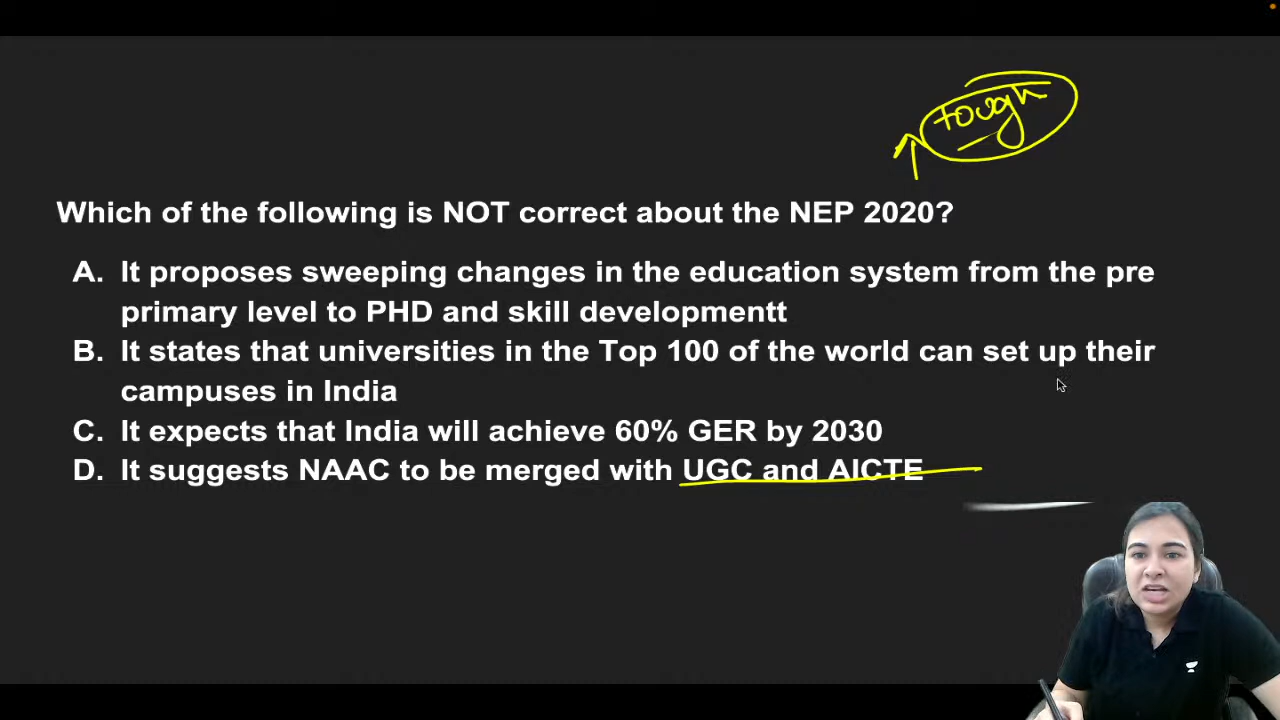 tough
Which of the following is NOT correct about the NEP 2020?
A. It proposes sweeping changes in the education system from the pre
primary level to PHD and skill developmentt
B. It states that universities in the Top 100 of the world can set up their
campuses in India
C. It expects that India will achieve 60% GER by 2030
D. It suggests NAAC to be merged with UGC and AICTE